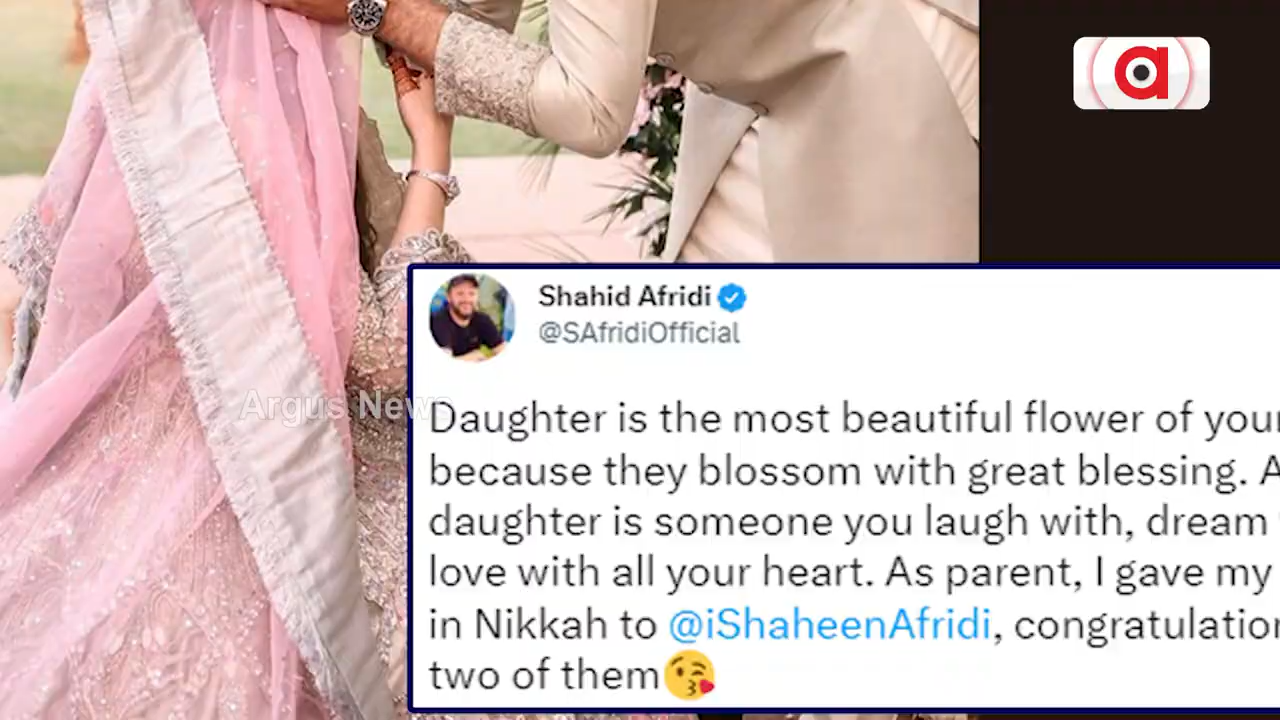 a
Shahid Afridi
@SAfridiOfficial
Argus News
Daughter is the most beautiful flower of your
because they blossom with great blessing. A
daughter is someone you laugh with, dream
love with all your heart. As parent, I gave my
in Nikkah to @iShaheenAfridi, congratulation
two of them😘